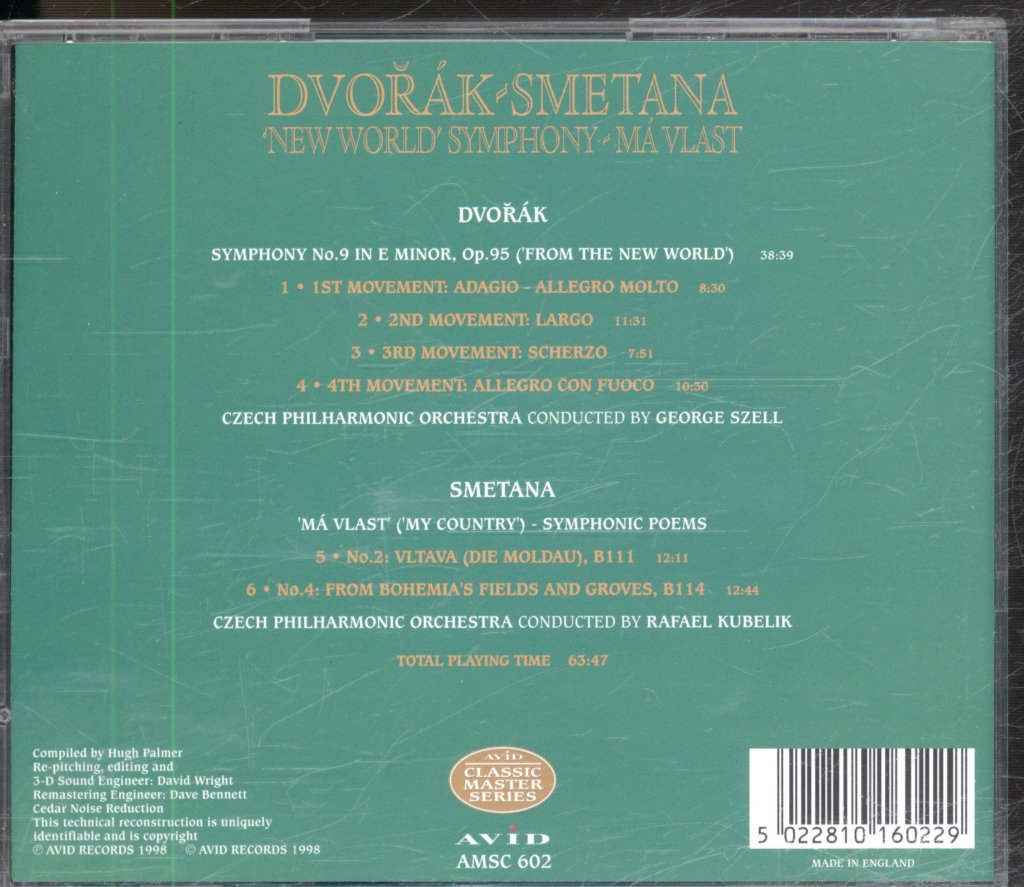 DVOŘÁK-SMETANA
'NEW WORLD' SYMPHONY - MÁ VLAST
DVOŘÁK
SYMPHONY No.9 IN E MINOR, Op.95 ('FROM THE NEW WORLD') 38:39
1 • 1ST MOVEMENT: ADAGIO - ALLEGRO MOLTO 8:30
2 • 2ND MOVEMENT: LARGO 11:31
3 • 3RD MOVEMENT: SCHERZO 7:51
4 • 4TH MOVEMENT: ALLEGRO CON FUOCO 10:30
CZECH PHILHARMONIC ORCHESTRA CONDUCTED BY GEORGE SZELL
SMETANA
'MÁ VLAST' ('MY COUNTRY') - SYMPHONIC POEMS
5 • No.2: VLTAVA (DIE MOLDAU), B111 12:11
6 • No.4: FROM BOHEMIA'S FIELDS AND GROVES, B114 12:44
CZECH PHILHARMONIC ORCHESTRA CONDUCTED BY RAFAEL KUBELIK
TOTAL PLAYING TIME 63:47
Compiled by Hugh Palmer
Re-pitching, editing and
3-D Sound Engineer: David Wright
Remastering Engineer: Dave Bennett
Cedar Noise Reduction
This technical reconstruction is uniquely
identifiable and is copyright
℗ AVID RECORDS 1998 © AVID RECORDS 1998
AVID
CLASSIC
MASTER
SERIES
AVID
AMSC 602
5 022810 160229
MADE IN ENGLAND